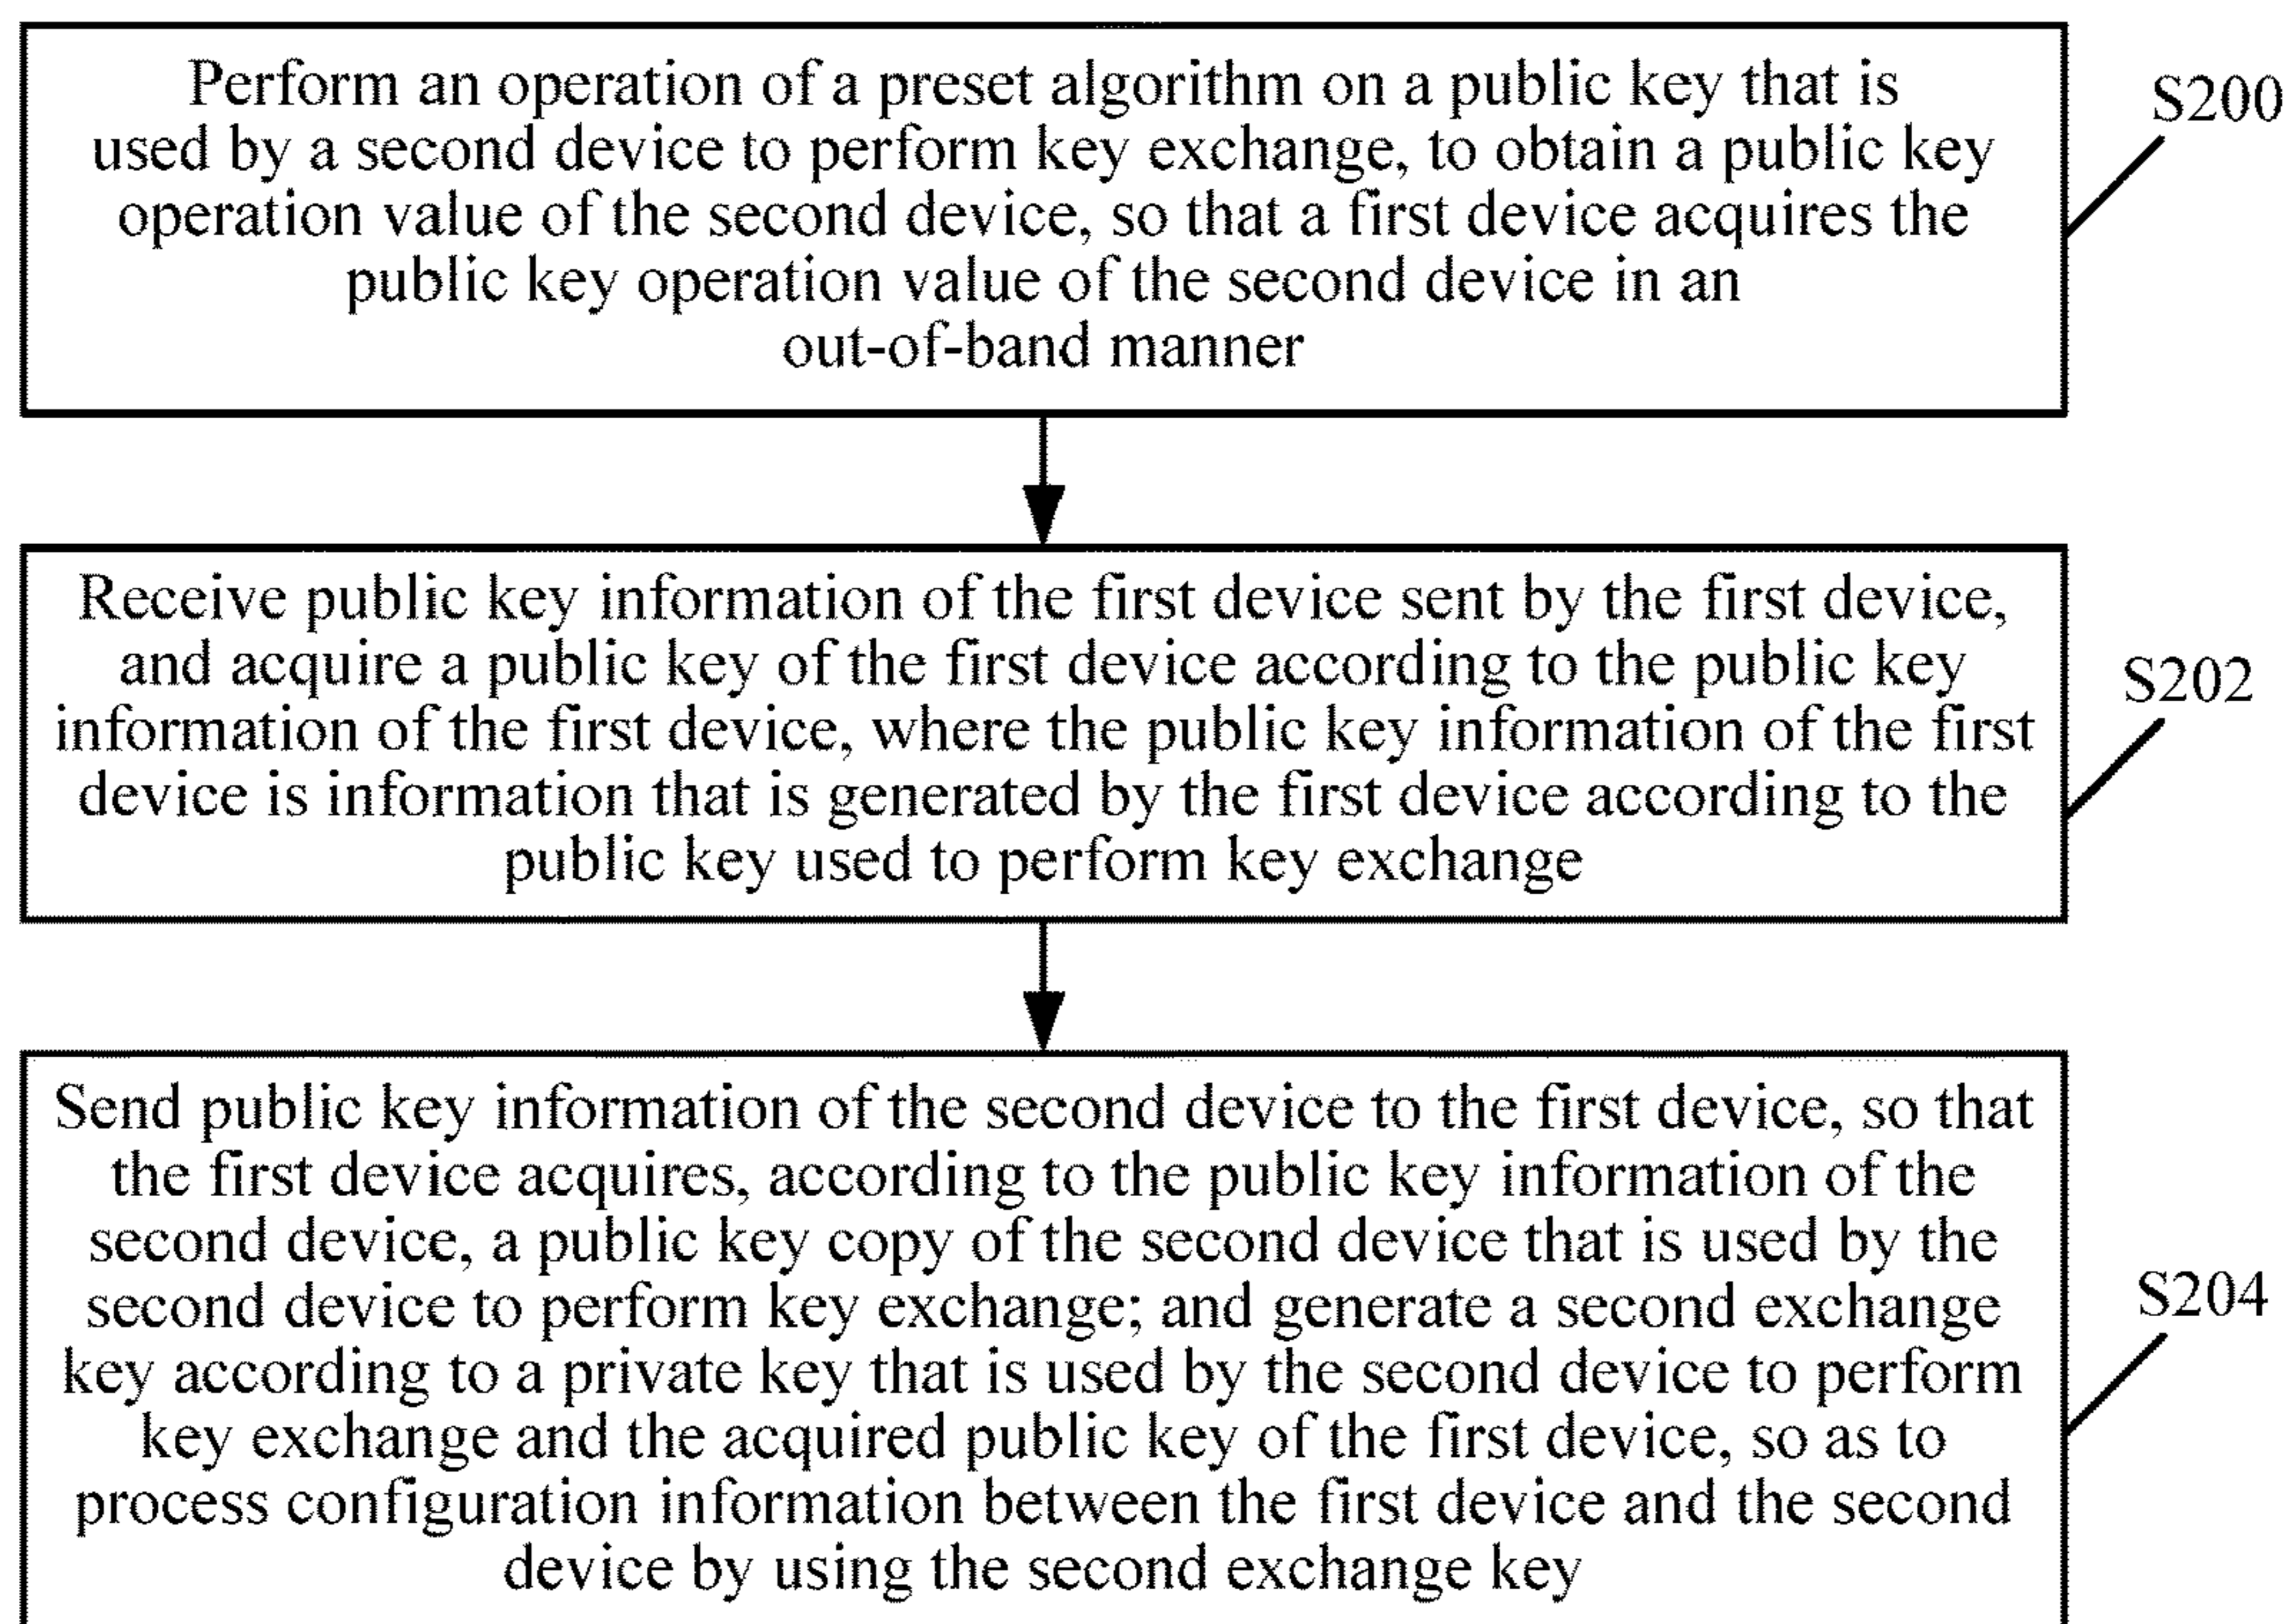 Perform an operation of a preset algorithm on a public key that is
used by a second device to perform key exchange, to obtain a public key
operation value of the second device, so that a first device acquires the
public key operation value of the second device in an
out-of-band manner
S200
Receive public key information of the first device sent by the first device,
and acquire a public key of the first device according to the public key
information of the first device, where the public key information of the first
device is information that is generated by the first device according to the
public key used to perform key exchange
S202
Send public key information of the second device to the first device, so that
the first device acquires, according to the public key information of the
second device, a public key copy of the second device that is used by the
second device to perform key exchange; and generate a second exchange
key according to a private key that is used by the second device to perform
key exchange and the acquired public key of the first device, so as to
process configuration information between the first device and the second
device by using the second exchange key
S204